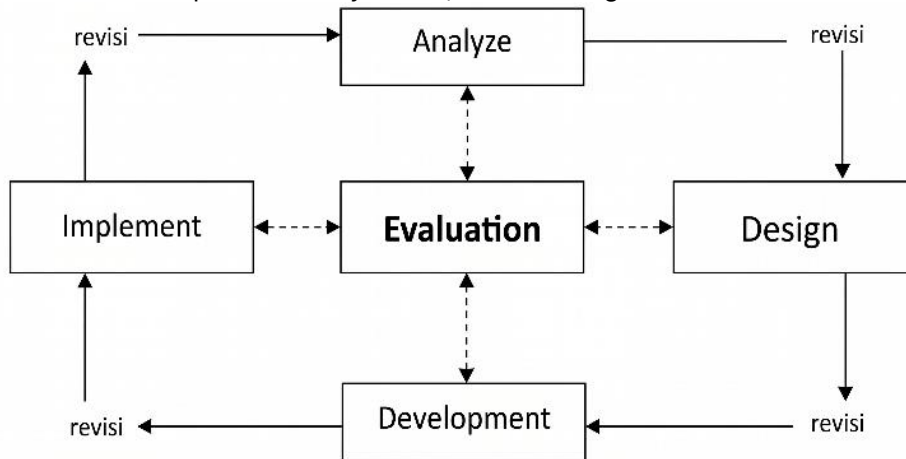 revisi
Analyze
revisi
Implement
Evaluation
Design
revisi
Development
revisi